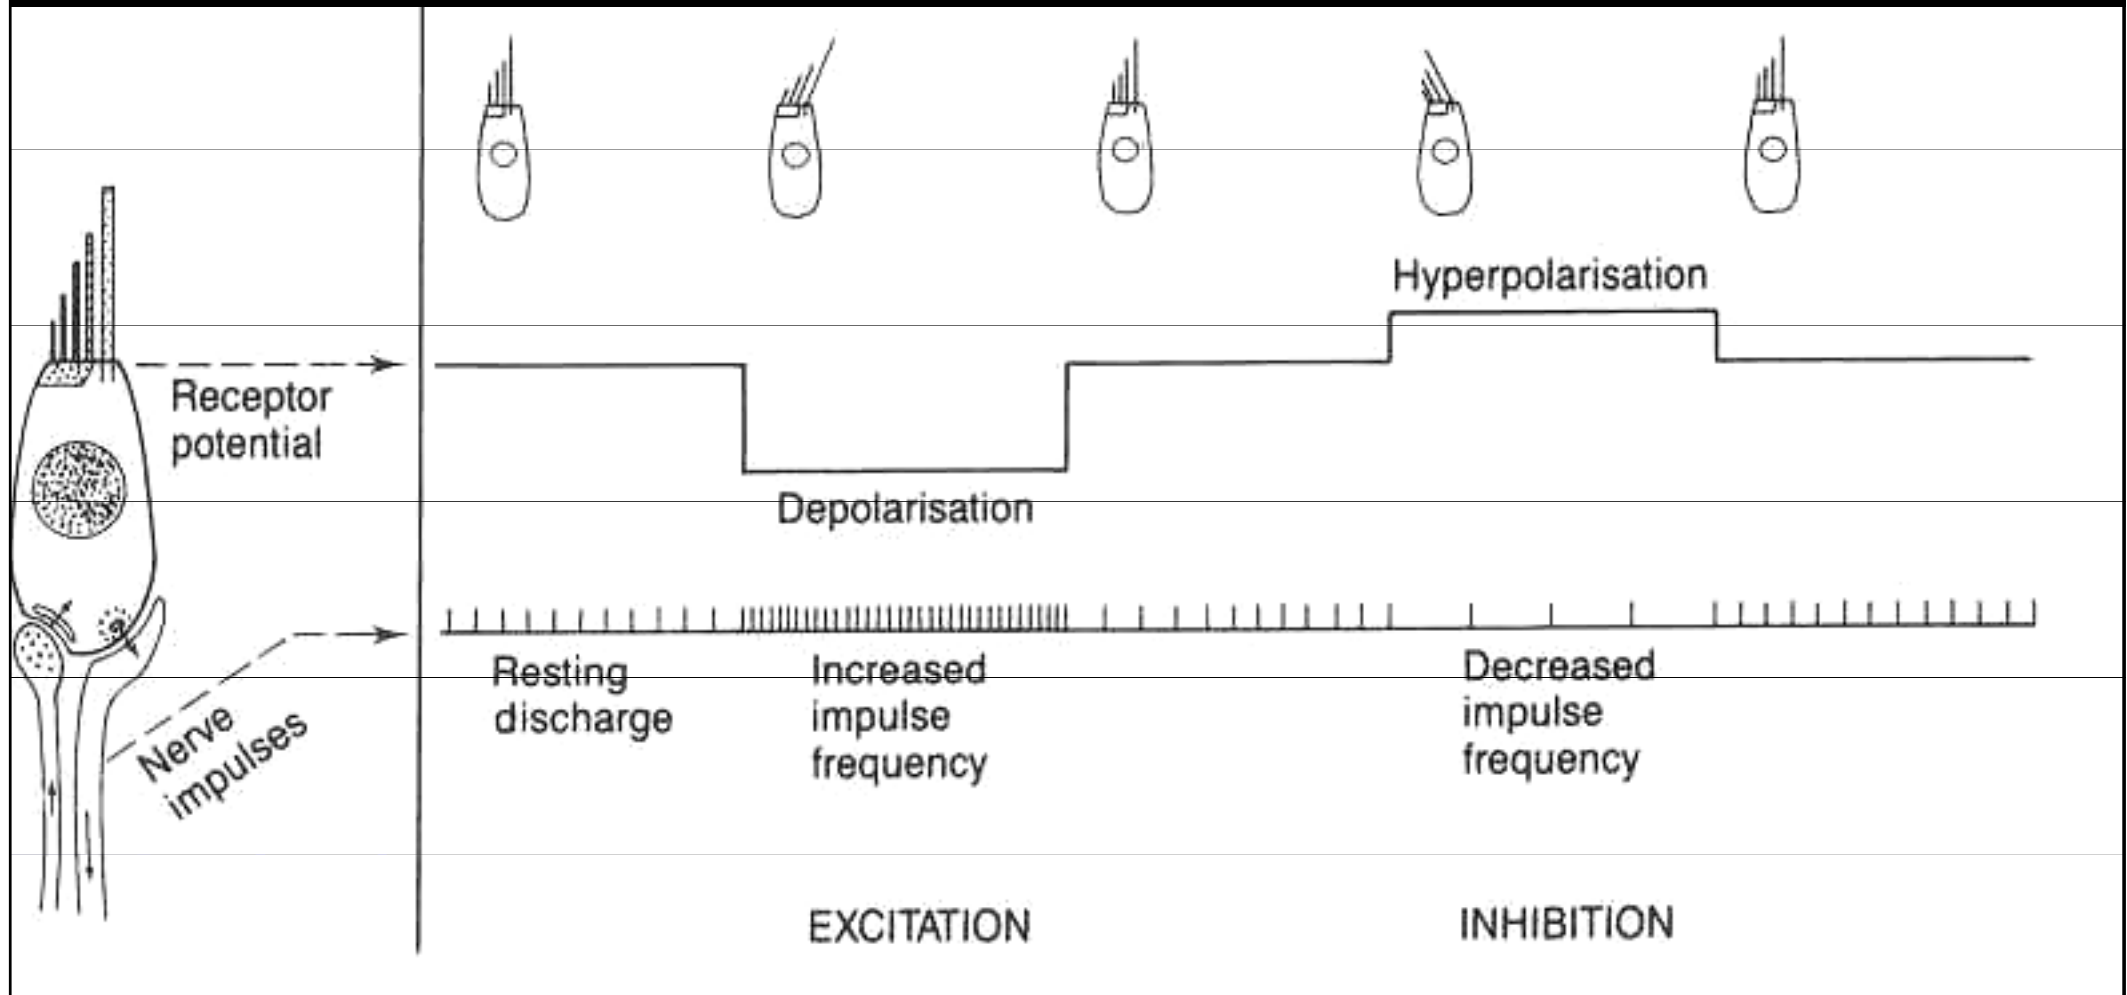 Hyperpolarisation
Receptor
potential
Depolarisation
Nerve
impulses
Resting
discharge
Increased
impulse
frequency
Decreased
impulse
frequency
EXCITATION
INHIBITION